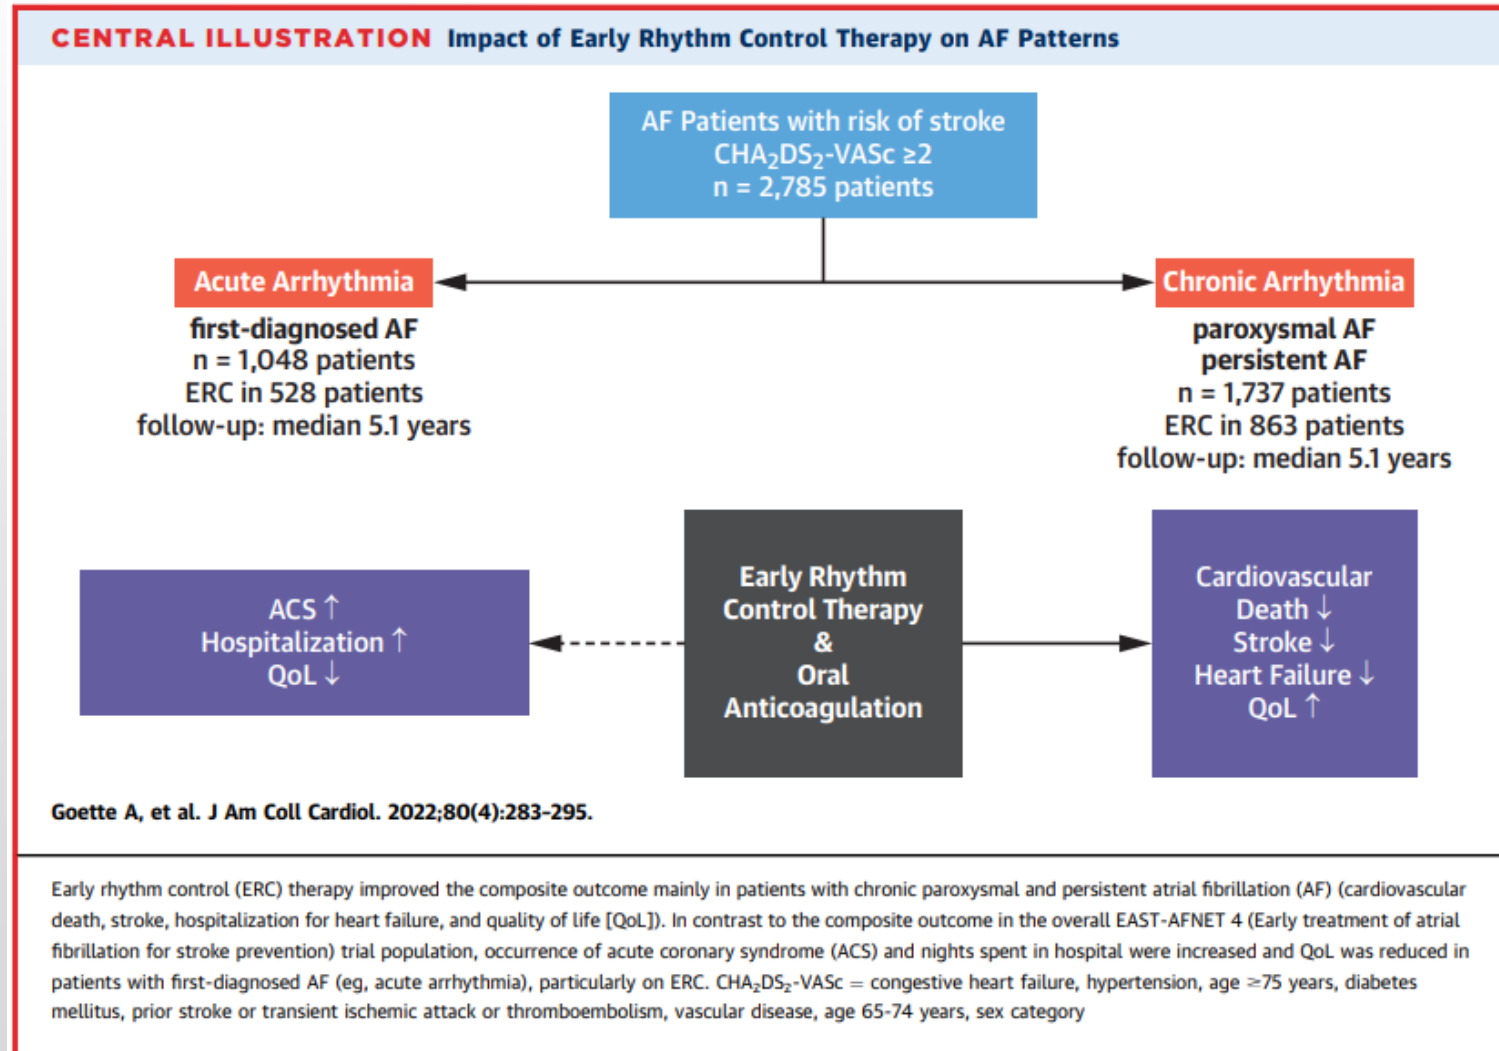 CENTRAL ILLUSTRATION Impact of Early Rhythm Control Therapy on AF Patterns
AF Patients with risk of stroke
CHA₂DS₂-VASc ≥2
n = 2,785 patients
Acute Arrhythmia
first-diagnosed AF
n = 1,048 patients
ERC in 528 patients
follow-up: median 5.1 years
Chronic Arrhythmia
paroxysmal AF
persistent AF
n = 1,737 patients
ERC in 863 patients
follow-up: median 5.1 years
ACS ↑
Hospitalization ↑
QoL ↓
Early Rhythm
Control Therapy
&
Oral
Anticoagulation
Cardiovascular
Death ↓
Stroke ↓
Heart Failure ↓
QoL ↑
Goette A, et al. J Am Coll Cardiol. 2022;80(4):283–295.
Early rhythm control (ERC) therapy improved the composite outcome mainly in patients with chronic paroxysmal and persistent atrial fibrillation (AF) (cardiovascular
death, stroke, hospitalization for heart failure, and quality of life [QoL]). In contrast to the composite outcome in the overall EAST-AFNET 4 (Early treatment of atrial
fibrillation for stroke prevention) trial population, occurrence of acute coronary syndrome (ACS) and nights spent in hospital were increased and QoL was reduced in
patients with first-diagnosed AF (eg, acute arrhythmia), particularly on ERC. CHA₂DS₂-VASc = congestive heart failure, hypertension, age ≥75 years, diabetes
mellitus, prior stroke or transient ischemic attack or thromboembolism, vascular disease, age 65-74 years, sex category